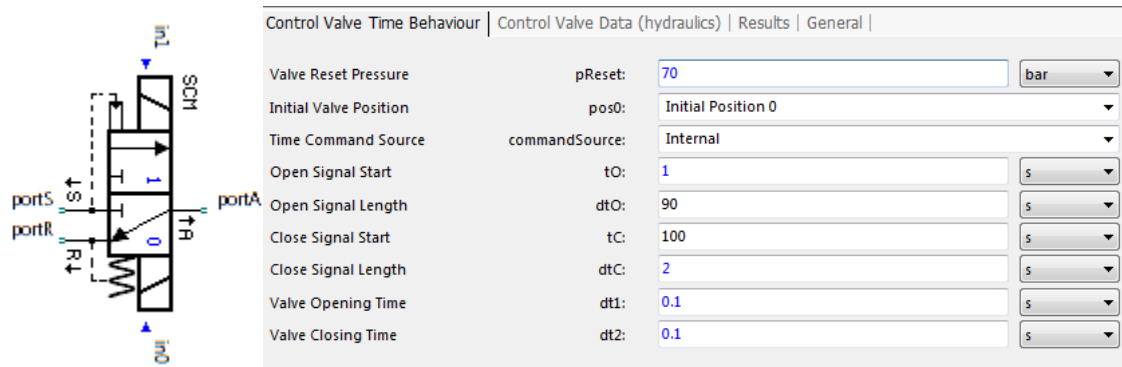 in1
SCM
1
↓S
portS
portA
portR
↑A
0
R↓
in0
Control Valve Time Behaviour | Control Valve Data (hydraulics) | Results | General |
Valve Reset Pressure pReset: 70 bar
Initial Valve Position pos0: Initial Position 0
Time Command Source commandSource: Internal
Open Signal Start tO: 1 s
Open Signal Length dtO: 90 s
Close Signal Start tC: 100 s
Close Signal Length dtC: 2 s
Valve Opening Time dt1: 0.1 s
Valve Closing Time dt2: 0.1 s